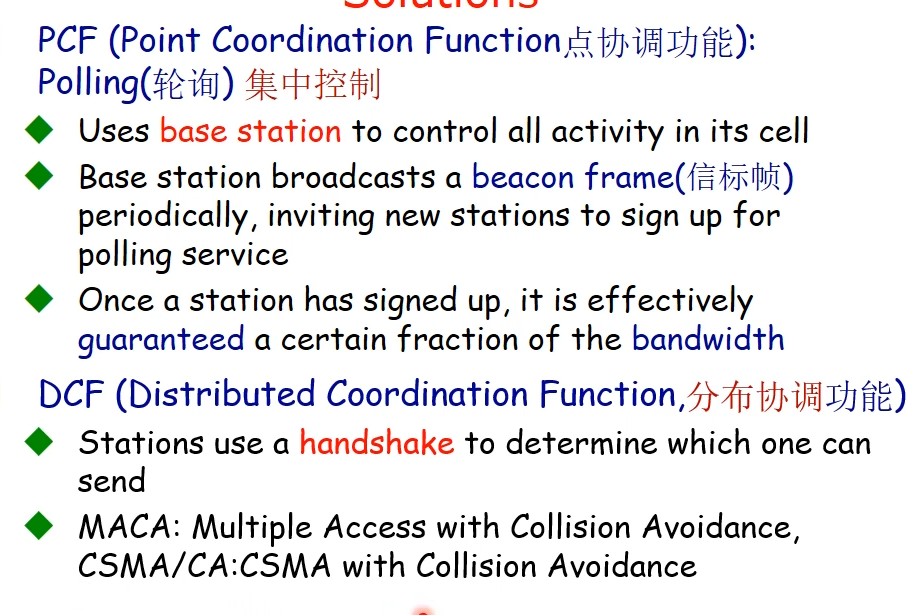 Solutions
PCF (Point Coordination Function点协调功能):
Polling(轮询) 集中控制
Uses base station to control all activity in its cell
Base station broadcasts a beacon frame(信标帧)
periodically, inviting new stations to sign up for
polling service
Once a station has signed up, it is effectively
guaranteed a certain fraction of the bandwidth
DCF (Distributed Coordination Function,分布协调功能)
Stations use a handshake to determine which one can
send
MACA: Multiple Access with Collision Avoidance,
CSMA/CA:CSMA with Collision Avoidance